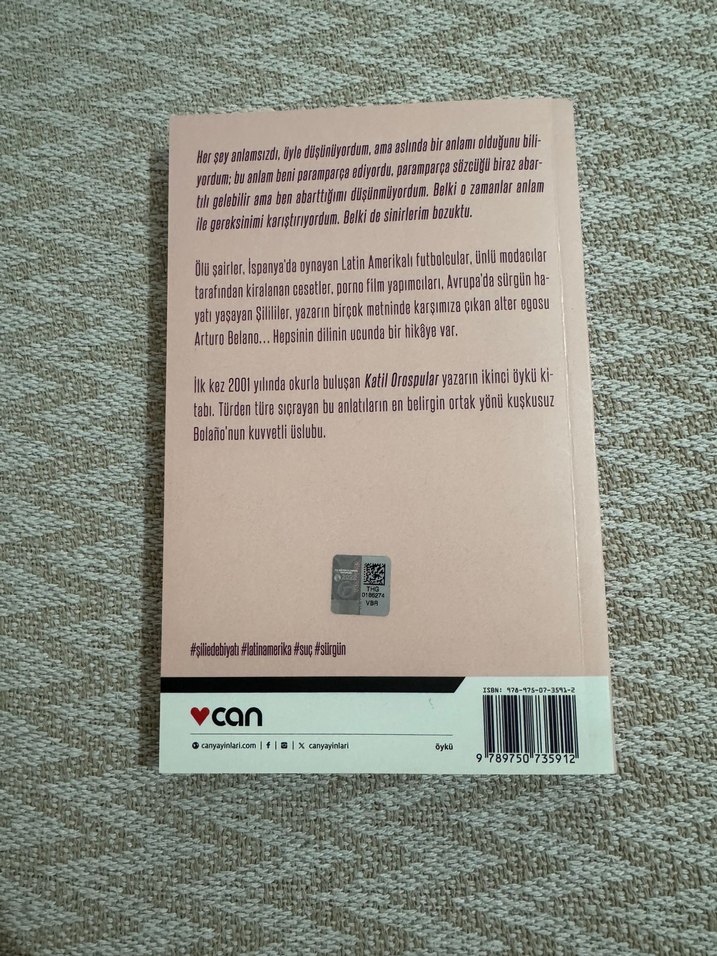 Her şey anlamsızdı, öyle düşünüyordum, ama aslında bir anlamı olduğunu bili-
yordum; bu anlam beni paramparça ediyordu, paramparça sözcüğü biraz abar-
tılı gelebilir ama ben abarttığımı düşünmüyordum. Belki o zamanlar anlam
ile gereksinimi karıştırıyordum. Belki de sinirlerim bozuktu.
Ölü şairler, İspanya'da oynayan Latin Amerikalı futbolcular, ünlü modacılar
tarafından kiralanan cesetler, porno film yapımcıları, Avrupa'da sürgün ha-
yatı yaşayan Şilililer, yazarın birçok metninde karşımıza çıkan alter egosu
Arturo Belano... Hepsinin dilinin ucunda bir hikâye var.
İlk kez 2001 yılında okurla buluşan Katil Orospular yazarın ikinci öykü ki-
tabı. Türden türe sıçrayan bu anlatıların en belirgin ortak yönü kuşkusuz
Bolaño'nun kuvvetli üslubu.
THG
0186274
VBR
#şiliedebiyatı #latinamerika #suç #sürgün
ISBN: 978-975-07-3591-2
can
canyayinlari.com | f | | X canyayinlari
öykü
9 789750 735912